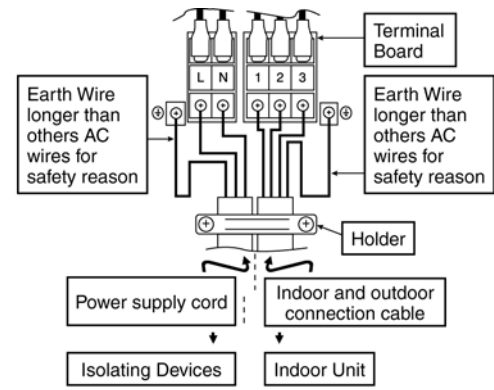 Terminal
Board
L N 1 2 3
Earth Wire
longer than
others AC
wires for
safety reason
Earth Wire
longer than
others AC
wires for
safety reason
Holder
Power supply cord
Indoor and outdoor
connection cable
Isolating Devices
Indoor Unit